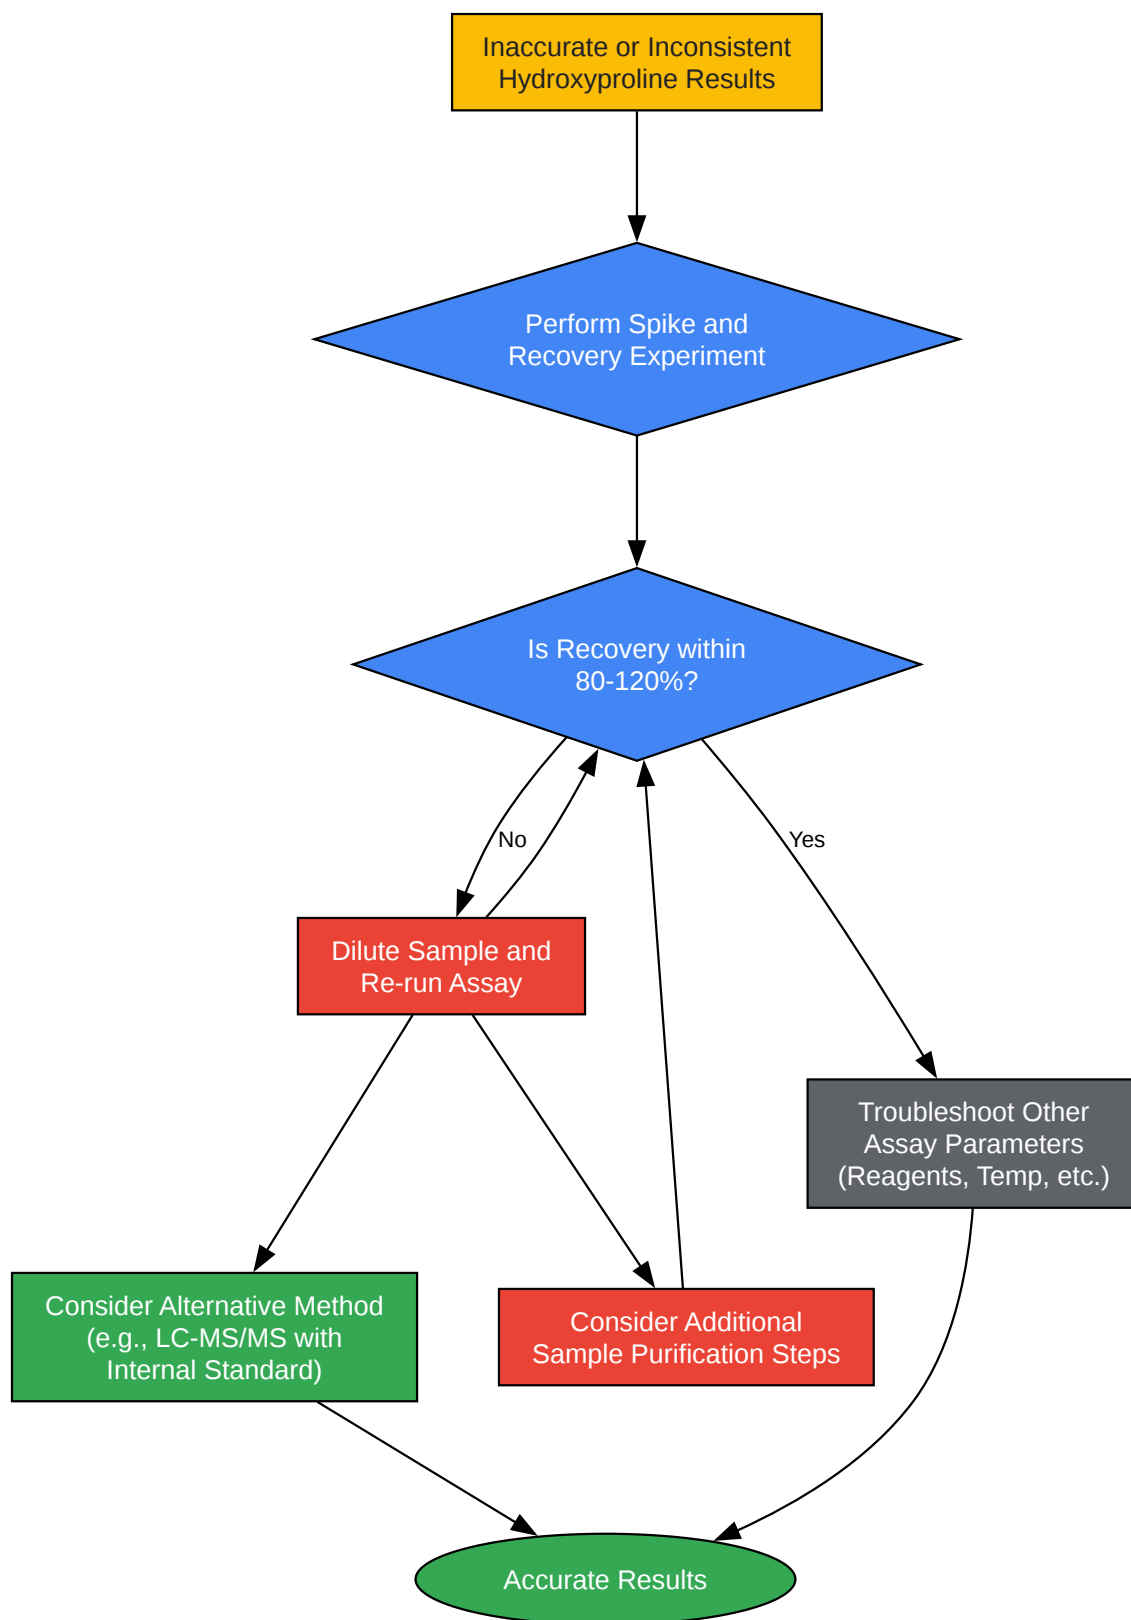 Inaccurate or Inconsistent
Hydroxyproline Results
Perform Spike and
Recovery Experiment
Is Recovery within
80-120%?
No
Yes
Dilute Sample and
Re-run Assay
Troubleshoot Other
Assay Parameters
(Reagents, Temp, etc.)
Consider Alternative Method
(e.g., LC-MS/MS with
Internal Standard)
Consider Additional
Sample Purification Steps
Accurate Results